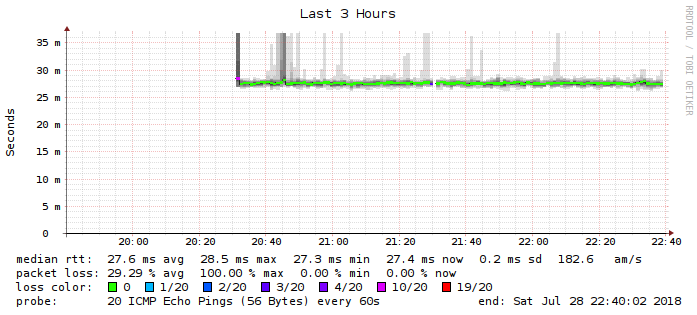 Last 3 Hours
RRDTOOL / TOBI OETIKER
Seconds
35 m
30 m
25 m
20 m
15 m
10 m
5 m
0
20:00 20:20 20:40 21:00 21:20 21:40 22:00 22:20 22:40
median rtt: 27.6 ms avg 28.5 ms max 27.3 ms min 27.4 ms now 0.2 ms sd 182.6 am/s
packet loss: 29.29 % avg 100.00 % max 0.00 % min 0.00 % now
loss color: 0 1/20 2/20 3/20 4/20 10/20 19/20
probe: 20 ICMP Echo Pings (56 Bytes) every 60s end: Sat Jul 28 22:40:02 2018